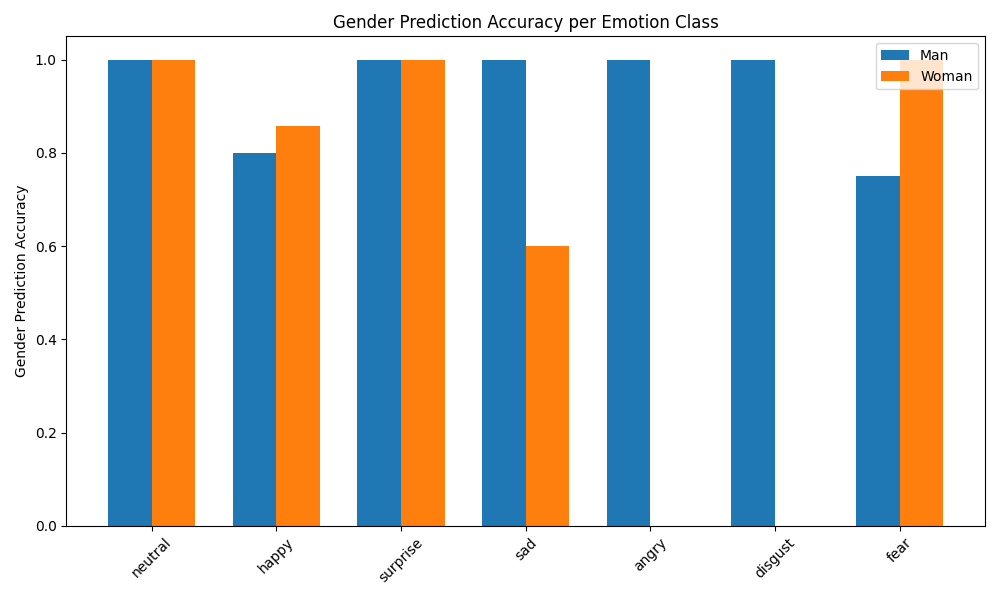 Gender Prediction Accuracy per Emotion Class
Man
Woman
Gender Prediction Accuracy
1.0
0.8
0.6
0.4
0.2
0.0
neutral
happy
surprise
sad
angry
disgust
fear